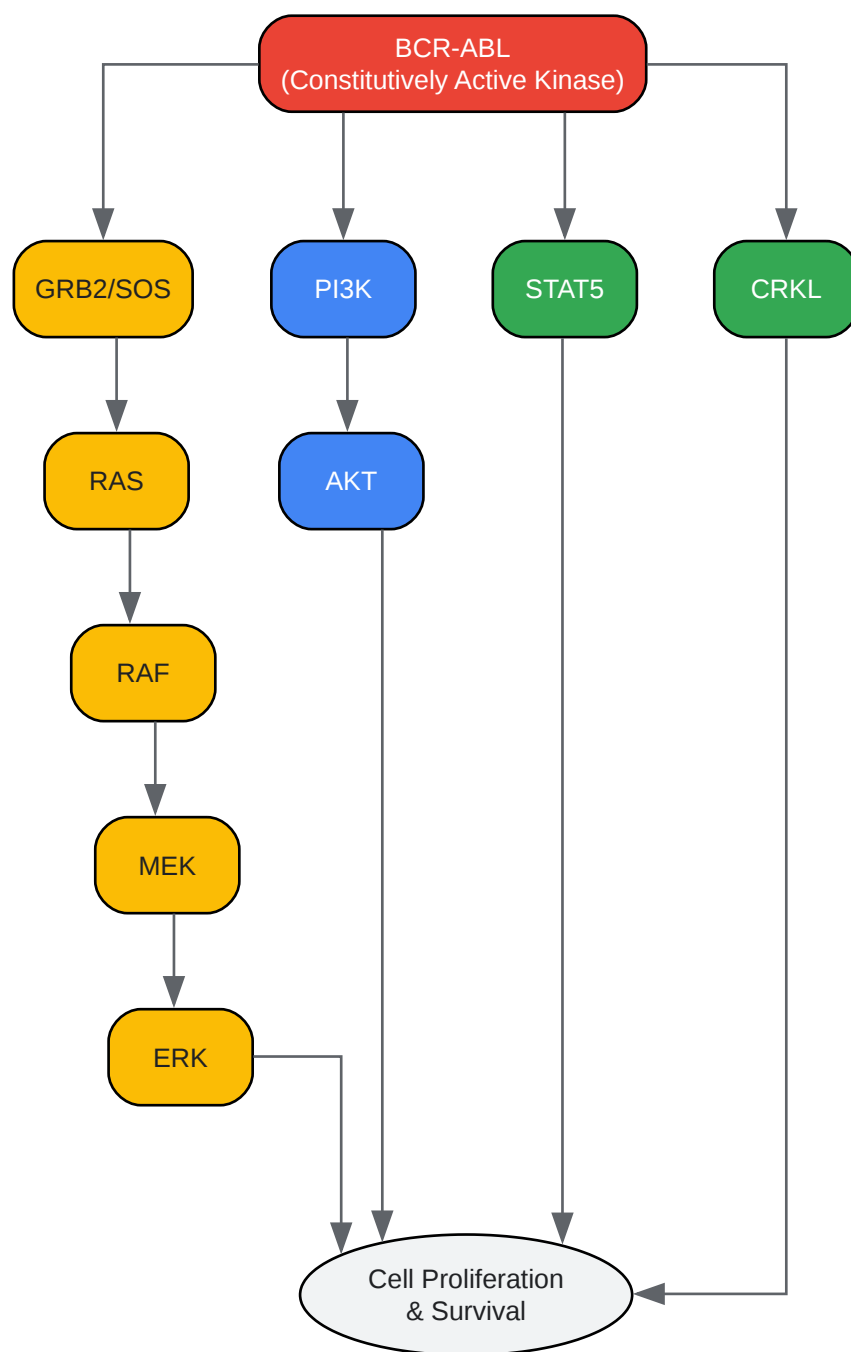 BCR-ABL
(Constitutively Active Kinase)
GRB2/SOS
PI3K
STAT5
CRKL
RAS
AKT
RAF
MEK
ERK
Cell Proliferation
& Survival